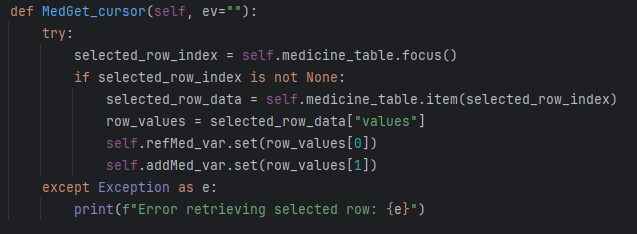 def MedGet_cursor(self, ev=""):
    try:
        selected_row_index = self.medicine_table.focus()
        if selected_row_index is not None:
            selected_row_data = self.medicine_table.item(selected_row_index)
            row_values = selected_row_data["values"]
            self.refMed_var.set(row_values[0])
            self.addMed_var.set(row_values[1])
    except Exception as e:
        print(f"Error retrieving selected row: {e}")